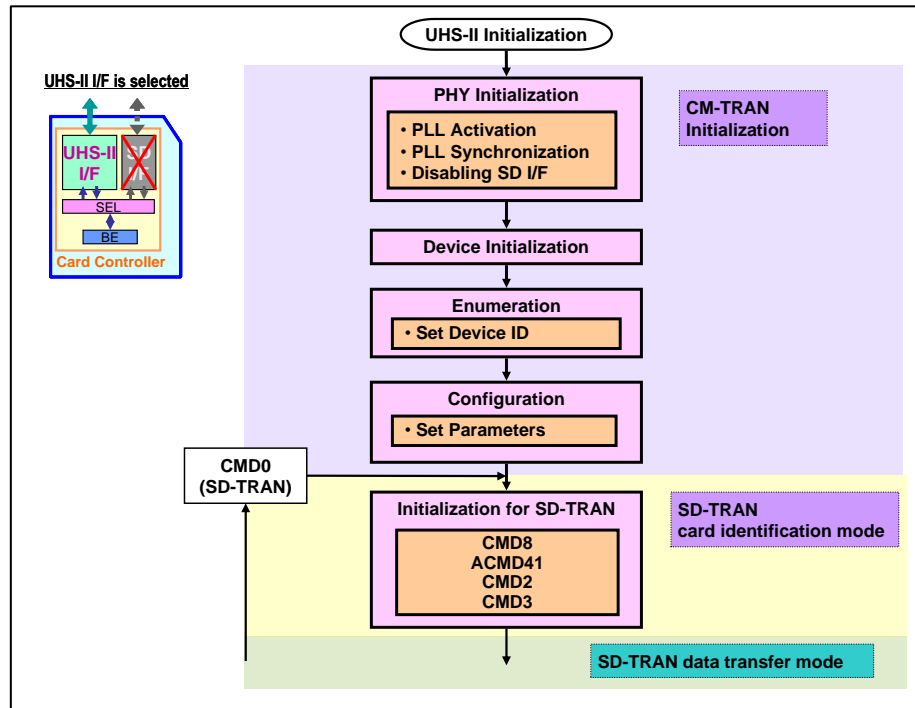 UHS-II Initialization
UHS-II I/F is selected
UHS-II
I/F
SD
I/F
SEL
BE
Card Controller
PHY Initialization
• PLL Activation
• PLL Synchronization
• Disabling SD I/F
CM-TRAN
Initialization
Device Initialization
Enumeration
• Set Device ID
Configuration
• Set Parameters
CMD0
(SD-TRAN)
Initialization for SD-TRAN
CMD8
ACMD41
CMD2
CMD3
SD-TRAN
card identification mode
SD-TRAN data transfer mode